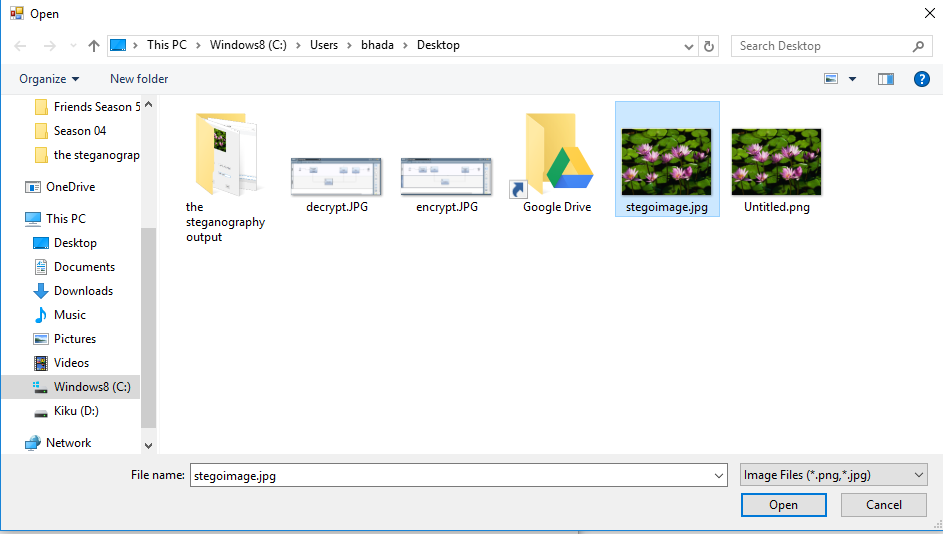 Open
This PC > Windows8 (C:) > Users > bhada > Desktop
Search Desktop
Organize
New folder
Friends Season 5
Season 04
the steganograp
OneDrive
This PC
Desktop
Documents
Downloads
Music
Pictures
Videos
Windows8 (C:)
Kiku (D:)
Network
the
steganography
output
decrypt.JPG
encrypt.JPG
Google Drive
stegoimage.jpg
Untitled.png
File name: stegoimage.jpg
Image Files (*.png,*.jpg)
Open
Cancel